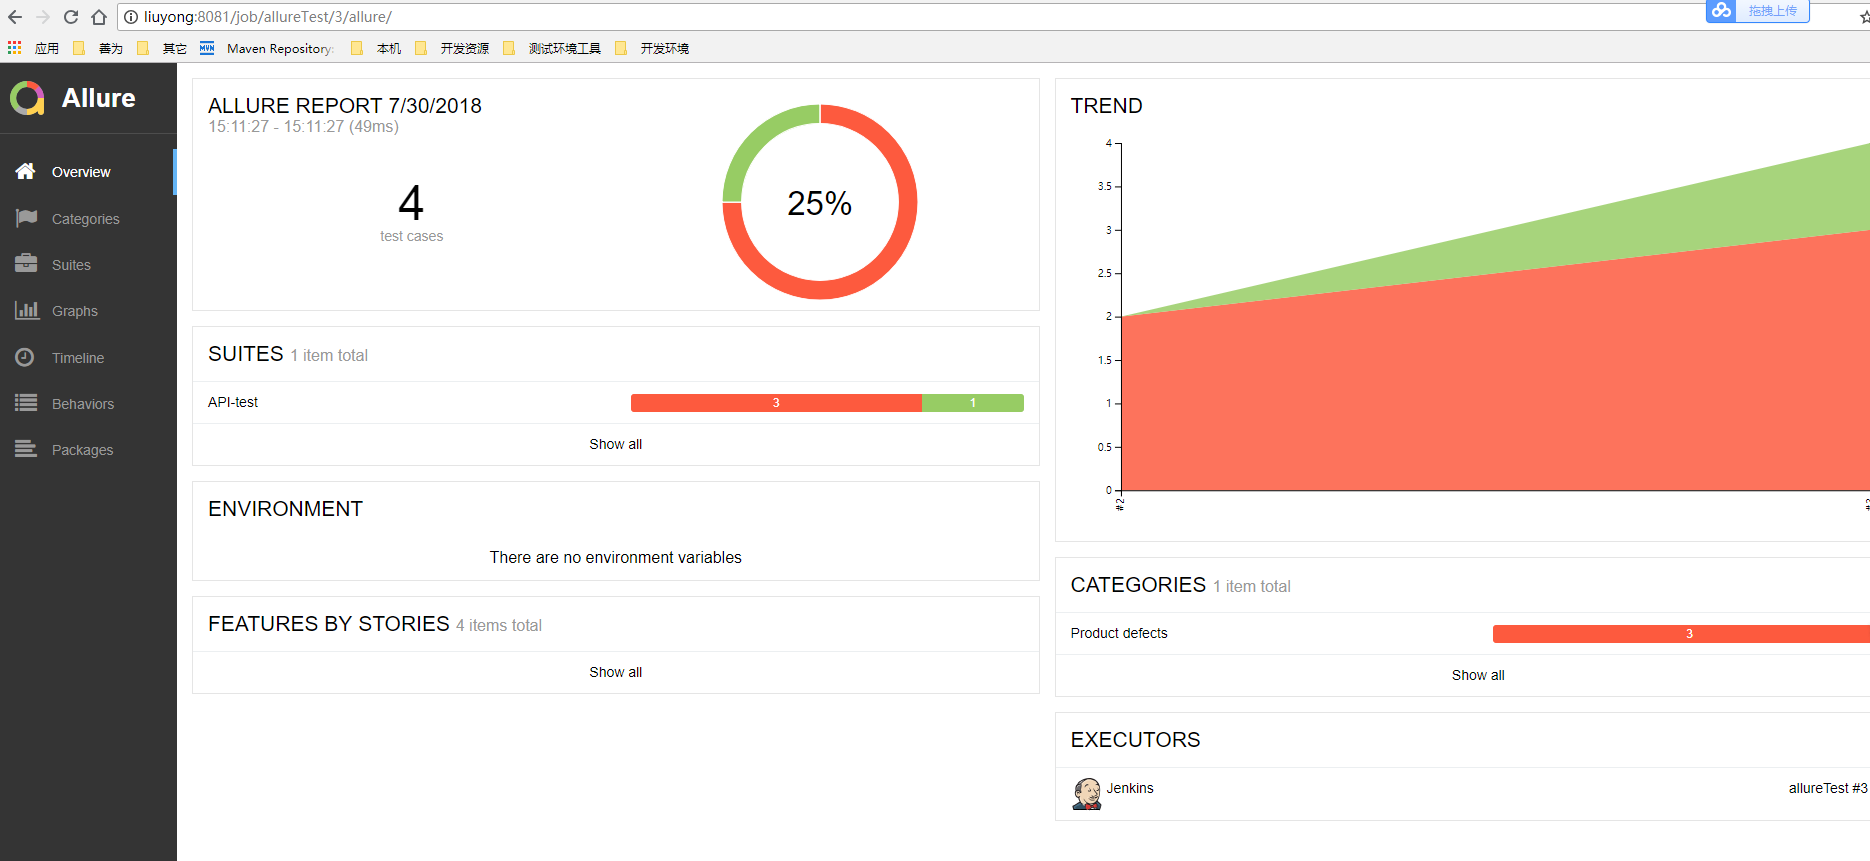 liuyong:8081/job/allureTest/3/allure/
拖拽上传
应用 善为 其它 MVN Maven Repository: 本机 开发资源 测试环境工具 开发环境
Allure
Overview
Categories
Suites
Graphs
Timeline
Behaviors
Packages
ALLURE REPORT 7/30/2018
15:11:27 - 15:11:27 (49ms)
4
test cases
25%
SUITES 1 item total
API-test 3 1
Show all
ENVIRONMENT
There are no environment variables
FEATURES BY STORIES 4 items total
Show all
TREND
4
3.5
3
2.5
2
1.5
1
0.5
0
#2
CATEGORIES 1 item total
Product defects 3
Show all
EXECUTORS
Jenkins allureTest #3